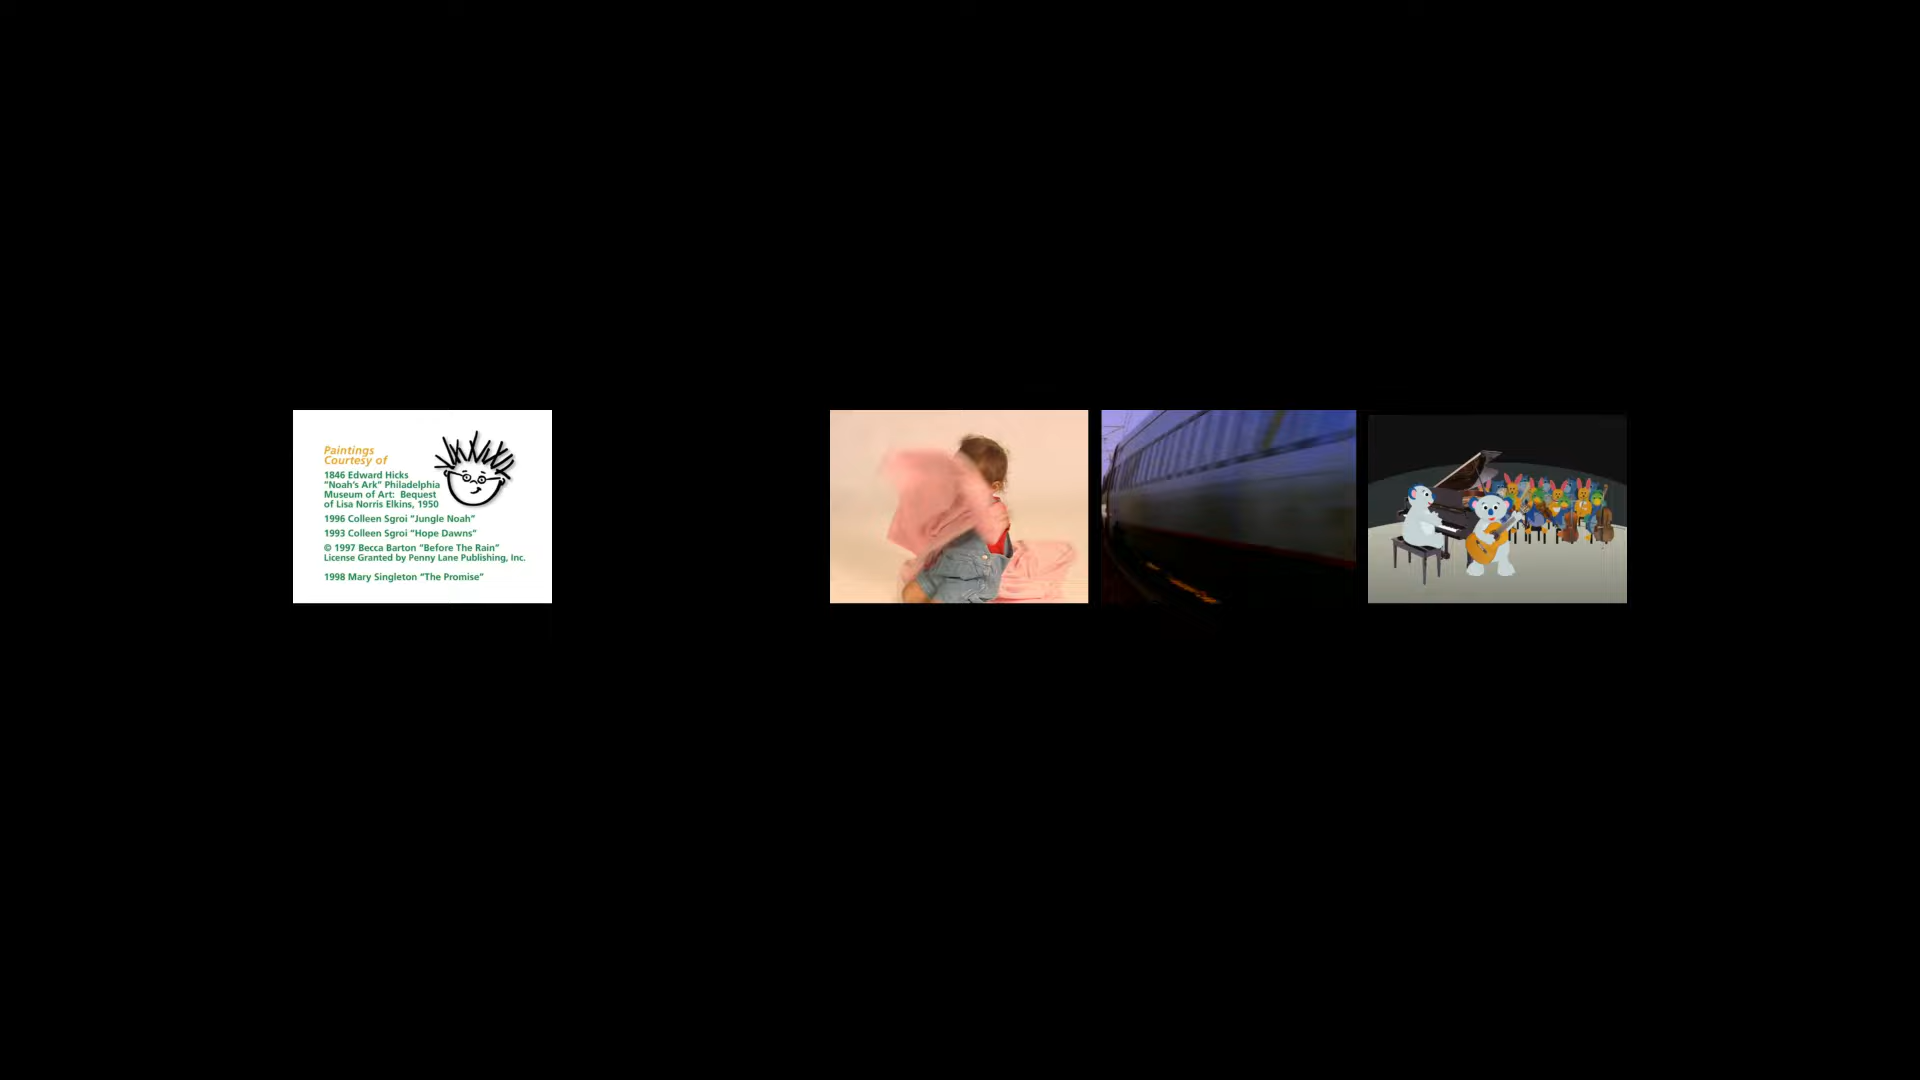 Paintings
Courtesy of
1846 Edward Hicks
"Noah's Ark" Philadelphia
Museum of Art: Bequest
of Lisa Norris Elkins, 1950
1996 Colleen Sgroi "Jungle Noah"
1993 Colleen Sgroi "Hope Dawns"
© 1997 Becca Barton "Before The Rain"
License Granted by Penny Lane Publishing, Inc.
1998 Mary Singleton "The Promise"